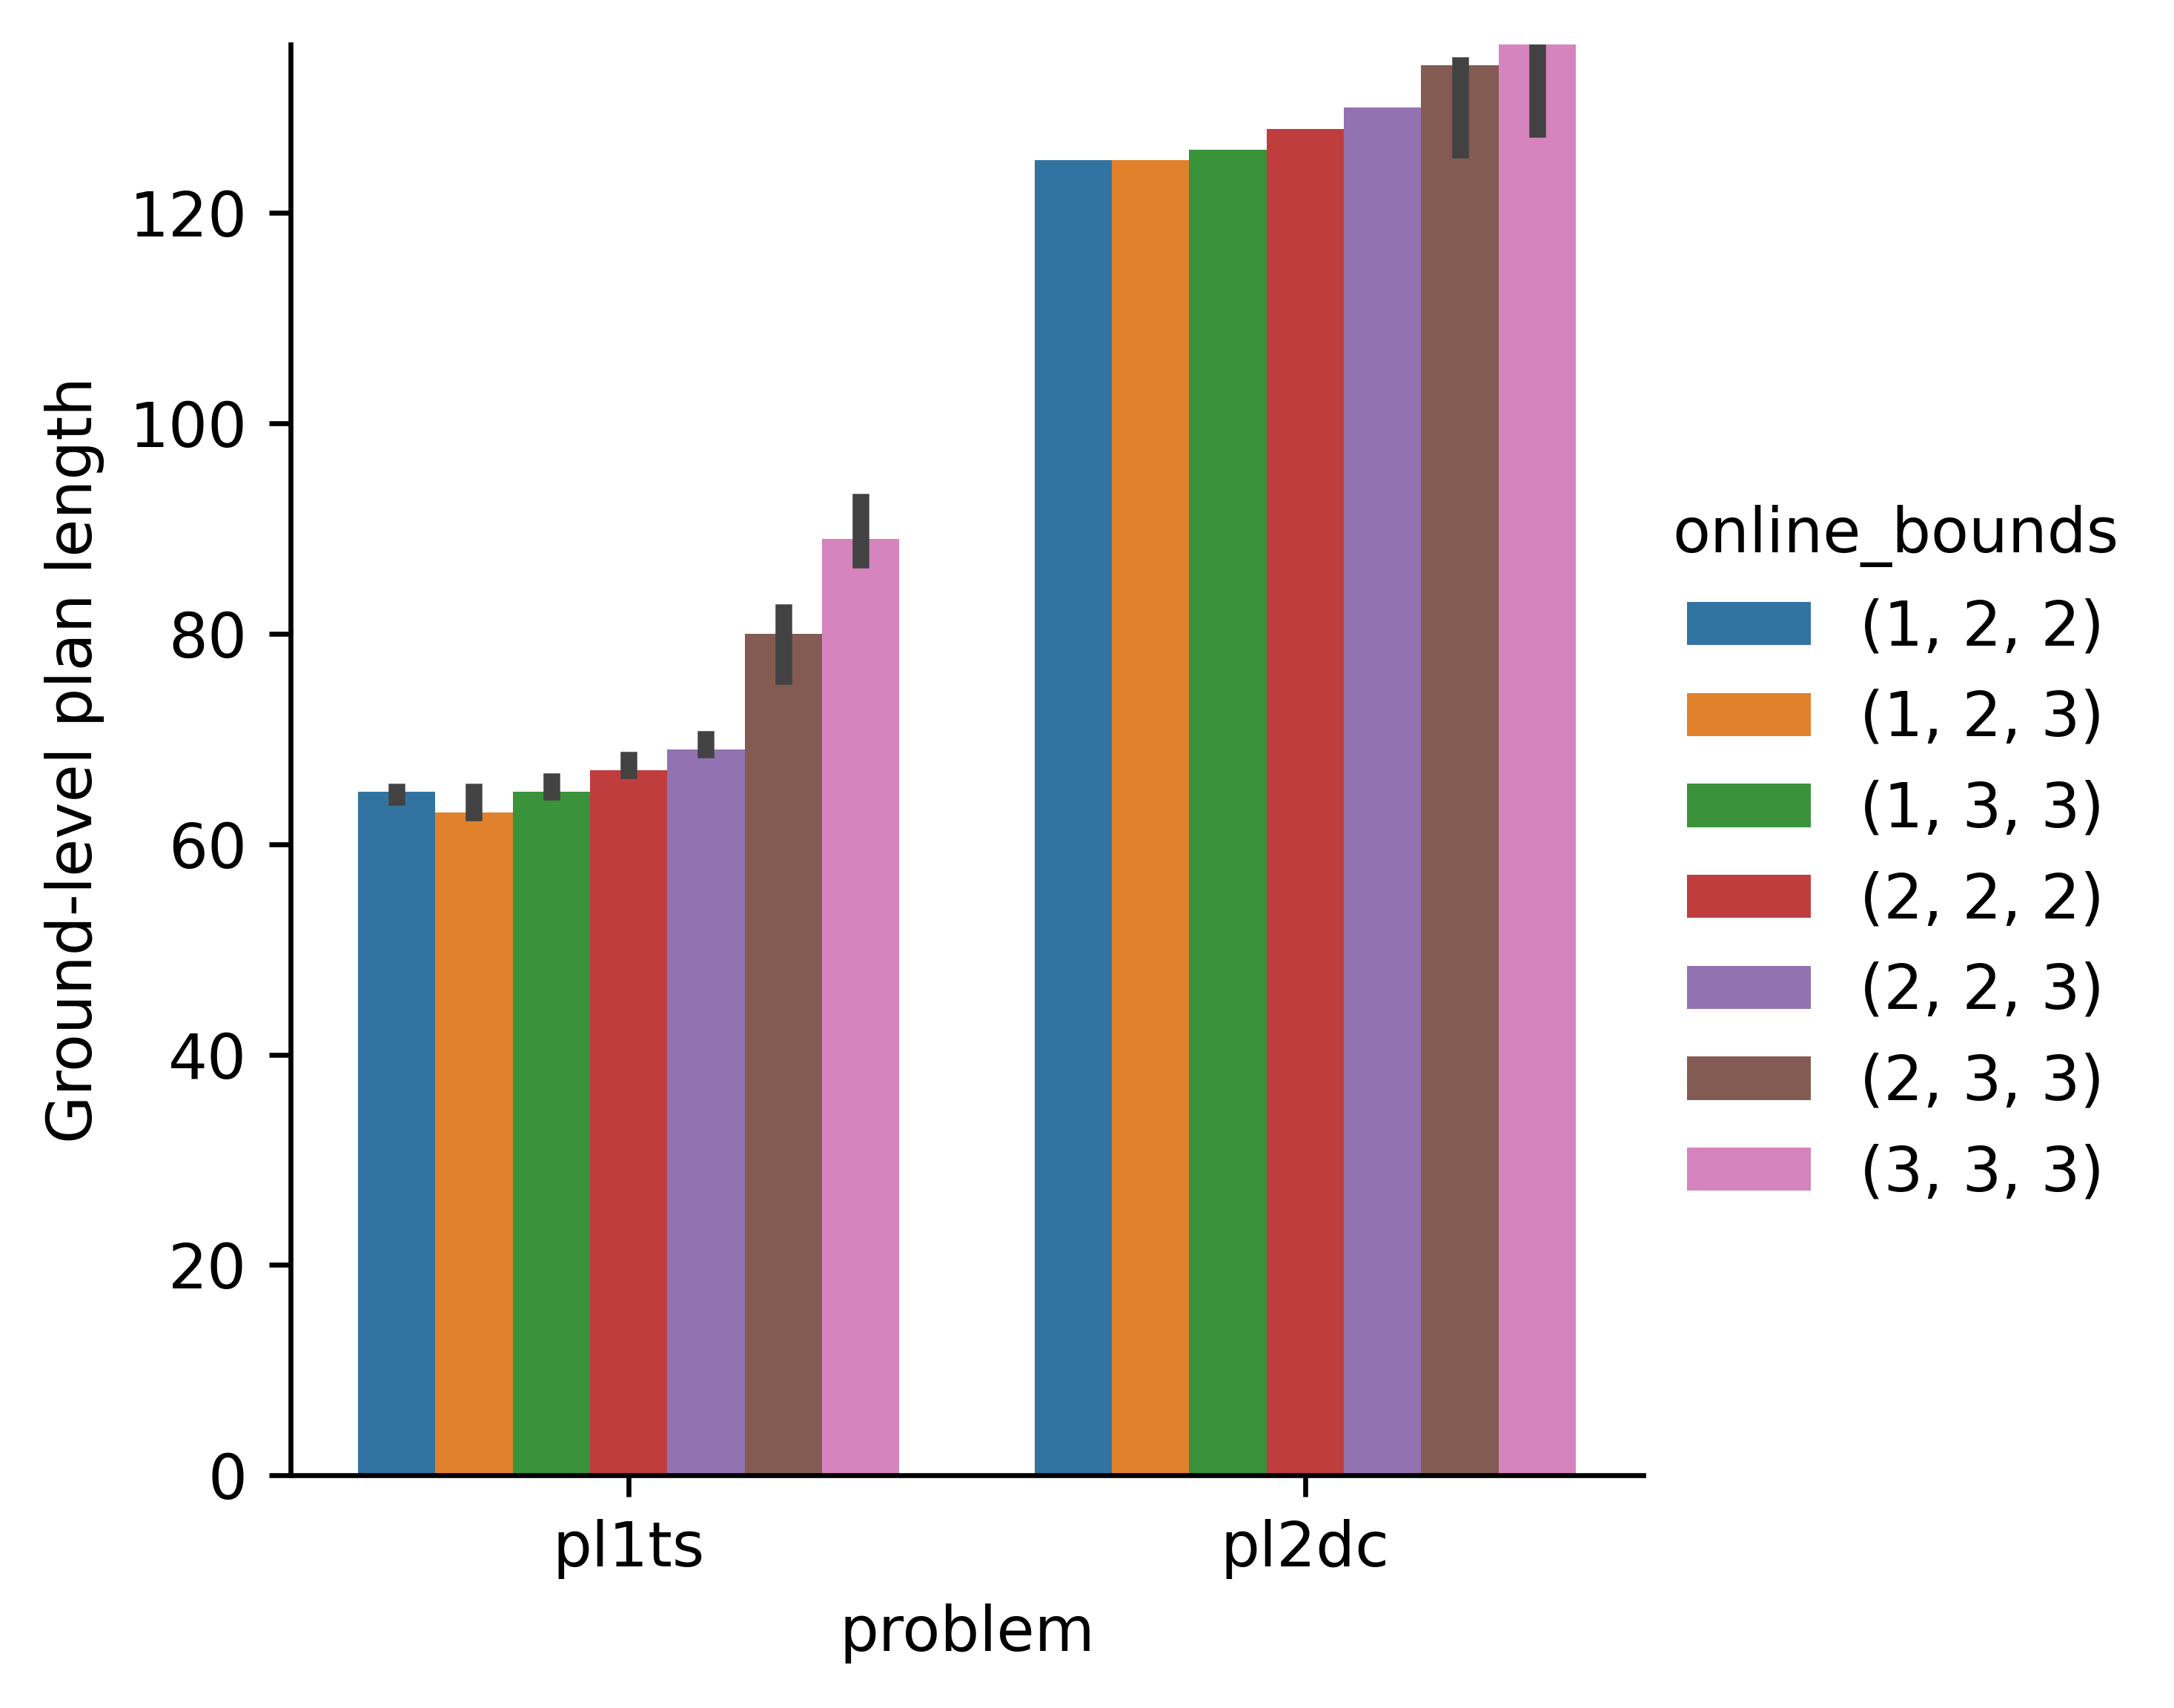 Ground-level plan length
120
100
80
60
40
20
0
pl1ts
pl2dc
problem
online_bounds
(1, 2, 2)
(1, 2, 3)
(1, 3, 3)
(2, 2, 2)
(2, 2, 3)
(2, 3, 3)
(3, 3, 3)